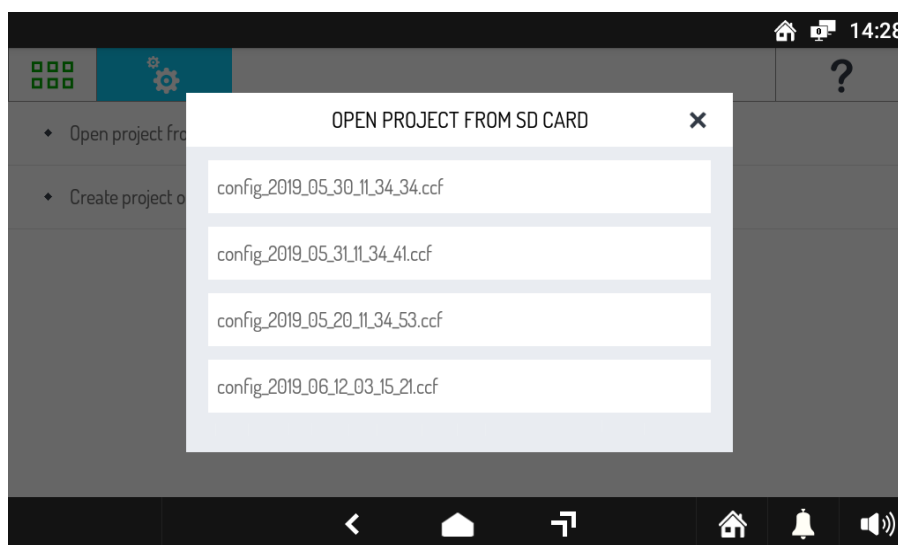 14:28
?
OPEN PROJECT FROM SD CARD
Open project fro
config_2019_05_30_11_34_34.ccf
Create project o
config_2019_05_31_11_34_41.ccf
config_2019_05_20_11_34_53.ccf
config_2019_06_12_03_15_21.ccf